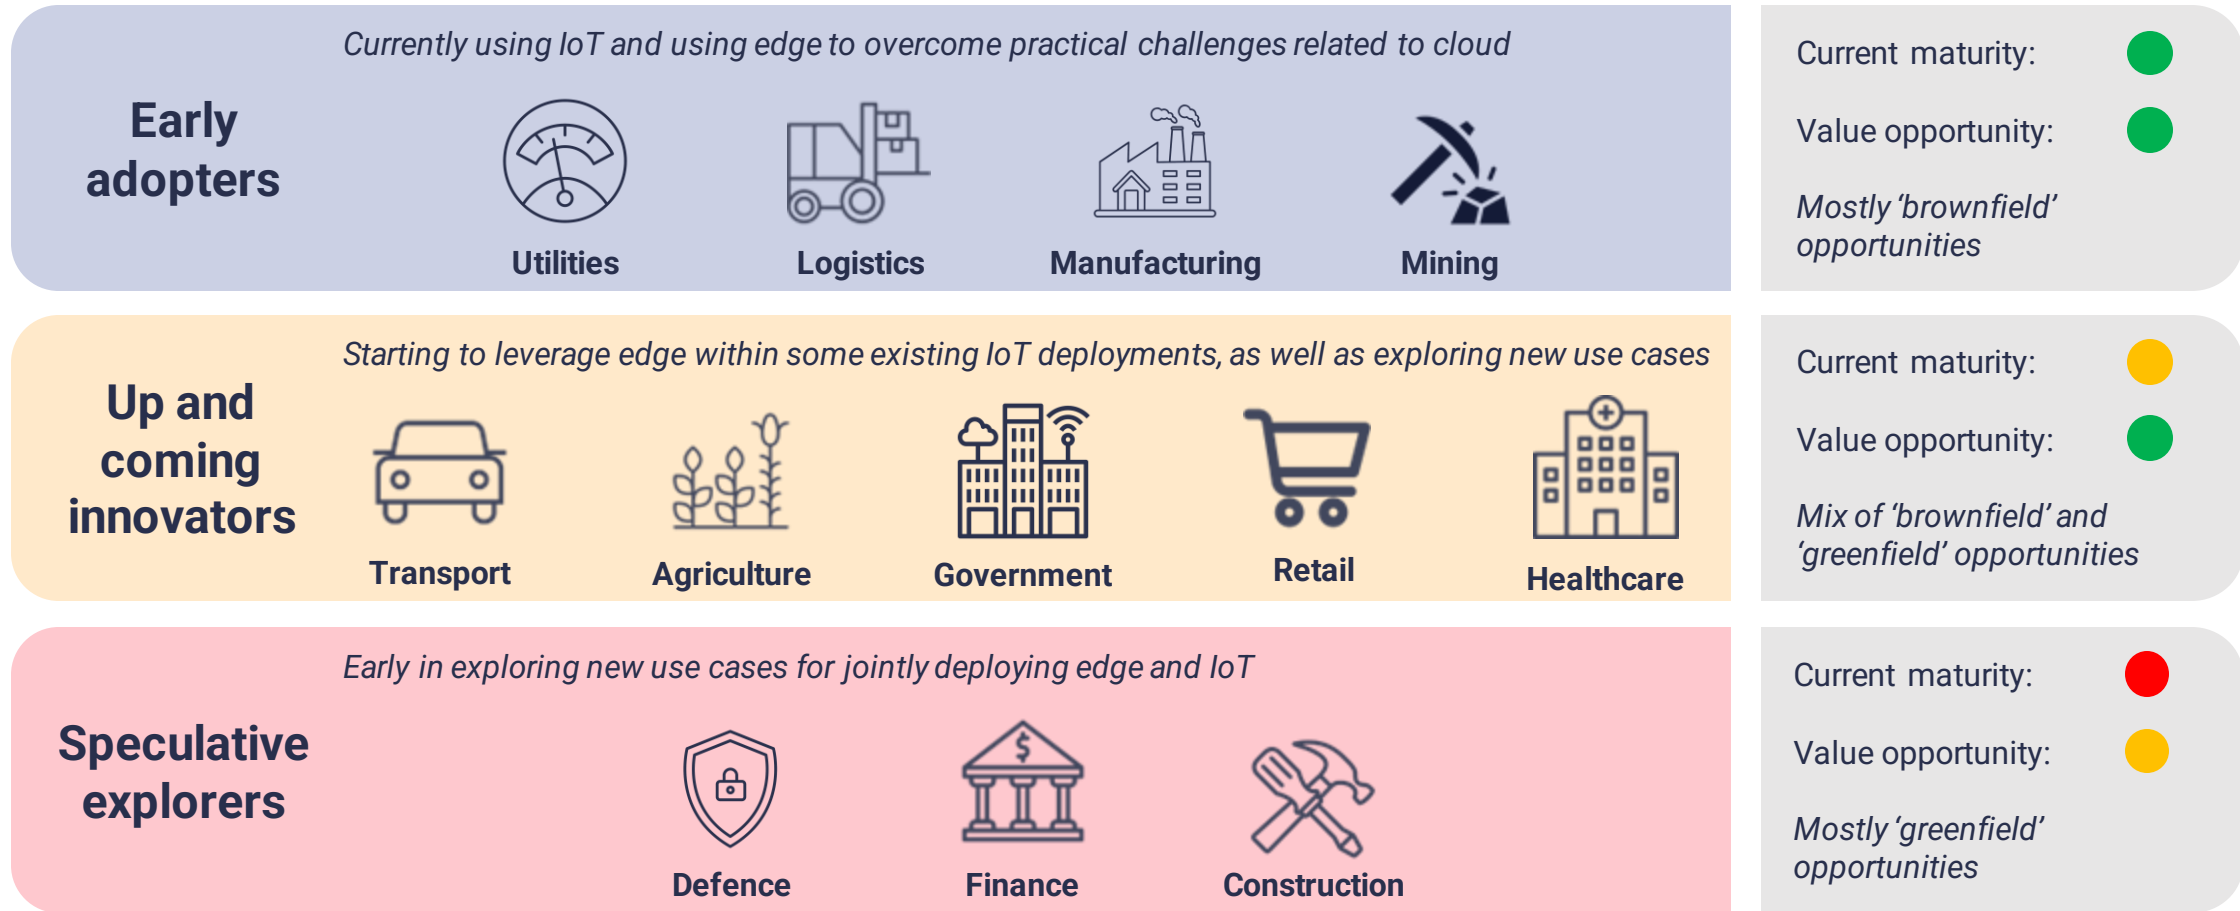 Currently using IoT and using edge to overcome practical challenges related to cloud
Early
adopters
Utilities
Logistics
Manufacturing
Mining
Current maturity:
Value opportunity:
Mostly ‘brownfield’
opportunities
Starting to leverage edge within some existing IoT deployments, as well as exploring new use cases
Up and
coming
innovators
Transport
Agriculture
Government
Retail
Healthcare
Current maturity:
Value opportunity:
Mix of ‘brownfield’ and
‘greenfield’ opportunities
Early in exploring new use cases for jointly deploying edge and IoT
Speculative
explorers
$
Defence
Finance
Construction
Current maturity:
Value opportunity:
Mostly ‘greenfield’
opportunities